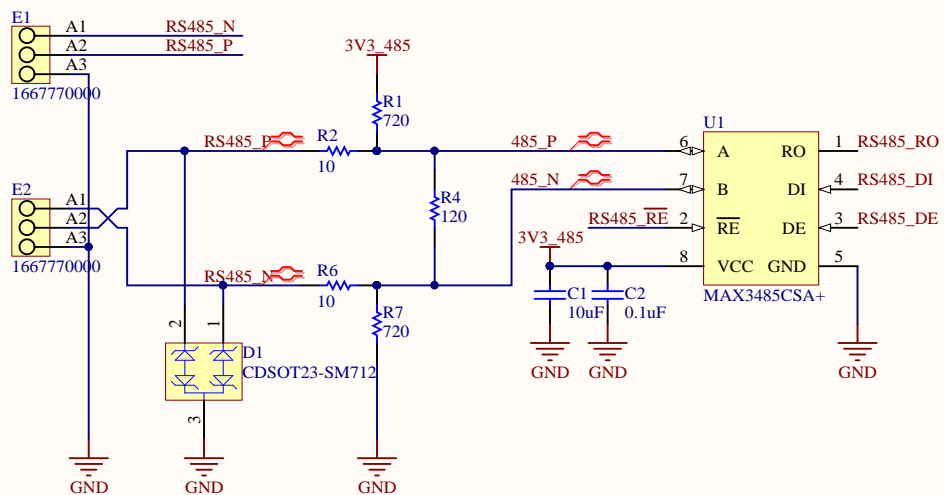 E1
A1 RS485_N
A2 RS485_P
A3
1667770000
3V3_485
R1
720
RS485_P
R2
10
485_P
485_N
R4
120
E2
A1
A2
A3
1667770000
RS485_N
R6
10
R7
720
2
1
D1
CDSOT23-SM712
3
GND
GND
GND
RS485_RE
3V3_485
C1
10uF
C2
0.1uF
GND
GND
U1
6 A RO 1 RS485_RO
7 B DI 4 RS485_DI
2 RE DE 3 RS485_DE
8 VCC GND 5
MAX3485CSA+
GND